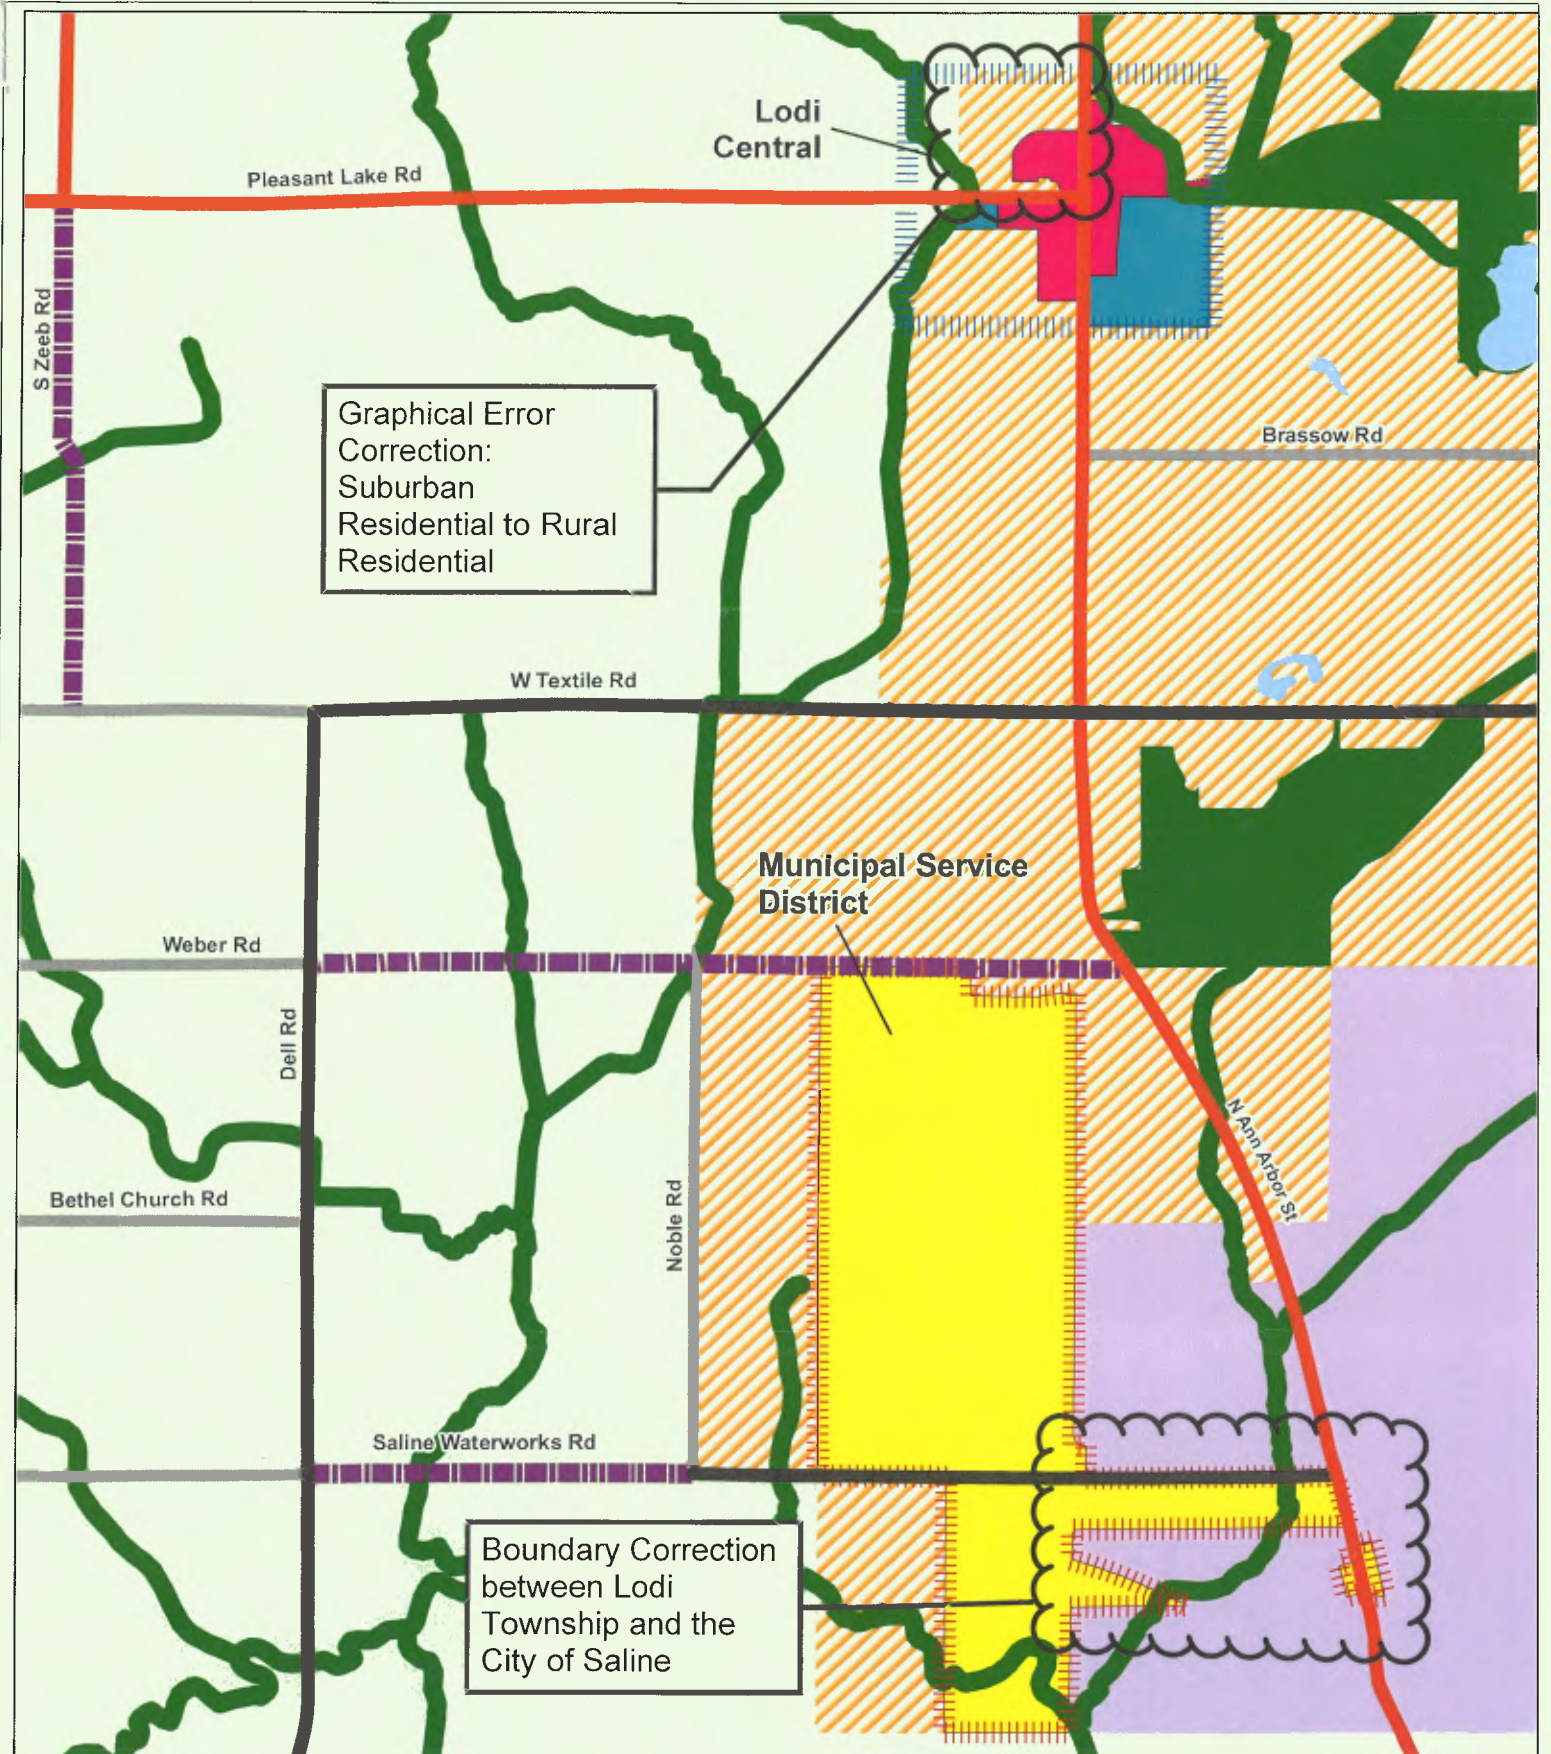 Lodi
Central
Pleasant Lake Rd
S Zeeb Rd
Graphical Error
Correction:
Suburban
Residential to Rural
Residential
Brassow Rd
W Textile Rd
Municipal Service
District
Weber Rd
Dell Rd
N Ann Arbor St
Bethel Church Rd
Noble Rd
Saline Waterworks Rd
Boundary Correction
between Lodi
Township and the
City of Saline